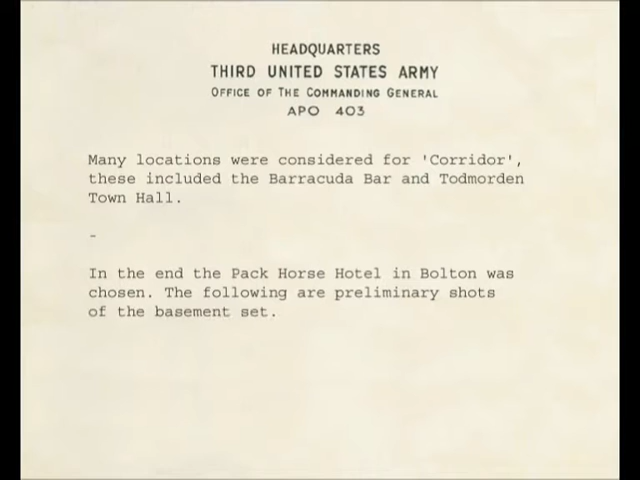 HEADQUARTERS
THIRD UNITED STATES ARMY
OFFICE OF THE COMMANDING GENERAL
APO 403
Many locations were considered for 'Corridor',
these included the Barracuda Bar and Todmorden
Town Hall.
-
In the end the Pack Horse Hotel in Bolton was
chosen. The following are preliminary shots
of the basement set.